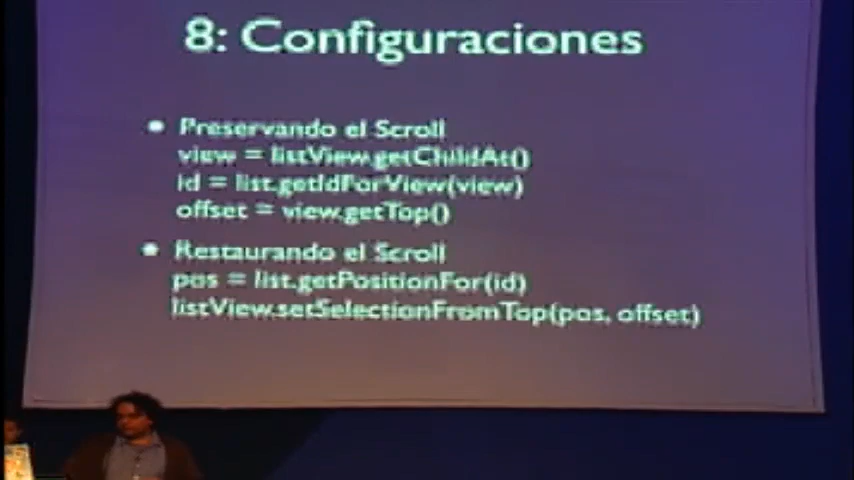 8: Configuraciones
• Preservando el Scroll
view = listView.getChildAt()
id = list.getIdForView(view)
offset = view.getTop()
• Restaurando el Scroll
pos = list.getPositionFor(id)
listView.setSelectionFromTop(pos, offset)